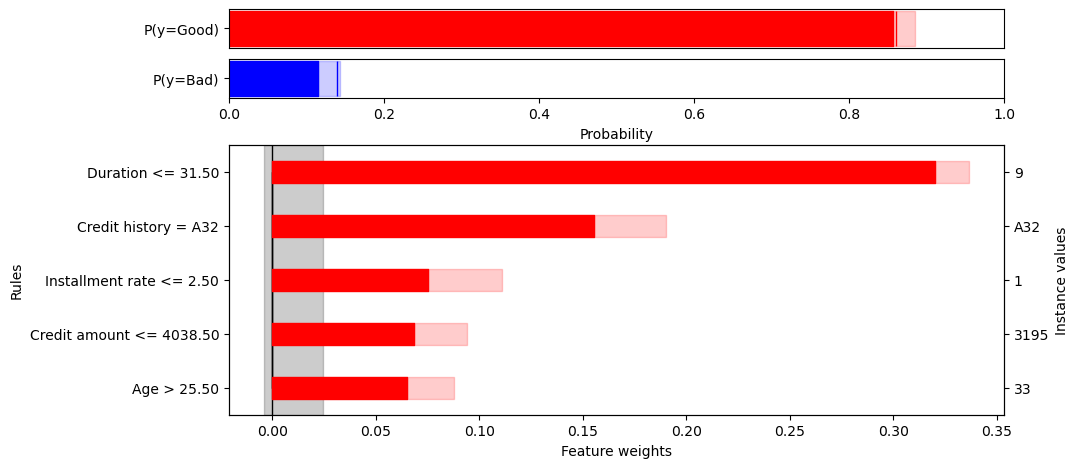 P(y=Good)
P(y=Bad)
0.0 0.2 0.4 0.6 0.8 1.0
Probability
Rules
Duration <= 31.50 9
Credit history = A32 A32
Installment rate <= 2.50 1
Credit amount <= 4038.50 3195
Age > 25.50 33
Instance values
0.00 0.05 0.10 0.15 0.20 0.25 0.30 0.35
Feature weights